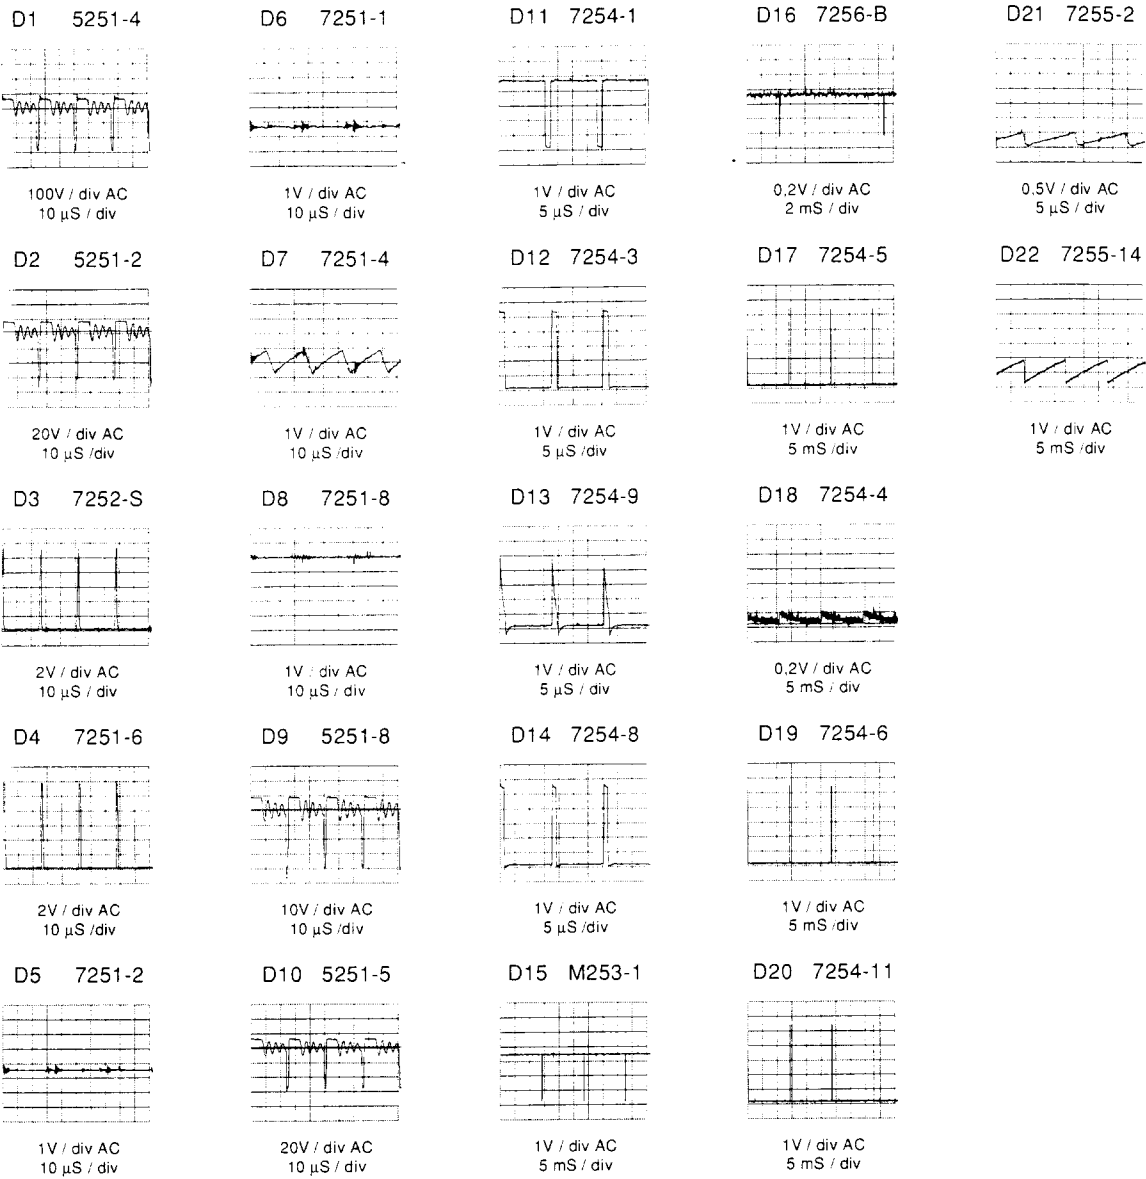 D1 5251-4
100V / div AC
10 µS / div
D2 5251-2
20V / div AC
10 µS /div
D3 7252-S
2V / div AC
10 µS / div
D4 7251-6
2V / div AC
10 µS /div
D5 7251-2
1V / div AC
10 µS / div
D6 7251-1
1V / div AC
10 µS / div
D7 7251-4
1V / div AC
10 µS /div
D8 7251-8
1V / div AC
10 µS / div
D9 5251-8
10V / div AC
10 µS /div
D10 5251-5
20V / div AC
10 µS / div
D11 7254-1
1V / div AC
5 µS / div
D12 7254-3
1V / div AC
5 µS /div
D13 7254-9
1V / div AC
5 µS / div
D14 7254-8
1V / div AC
5 µS /div
D15 M253-1
1V / div AC
5 mS / div
D16 7256-B
0,2V / div AC
2 mS / div
D17 7254-5
1V / div AC
5 mS /div
D18 7254-4
0,2V / div AC
5 mS / div
D19 7254-6
1V / div AC
5 mS /div
D20 7254-11
1V / div AC
5 mS / div
D21 7255-2
0,5V / div AC
5 µS / div
D22 7255-14
1V / div AC
5 mS /div